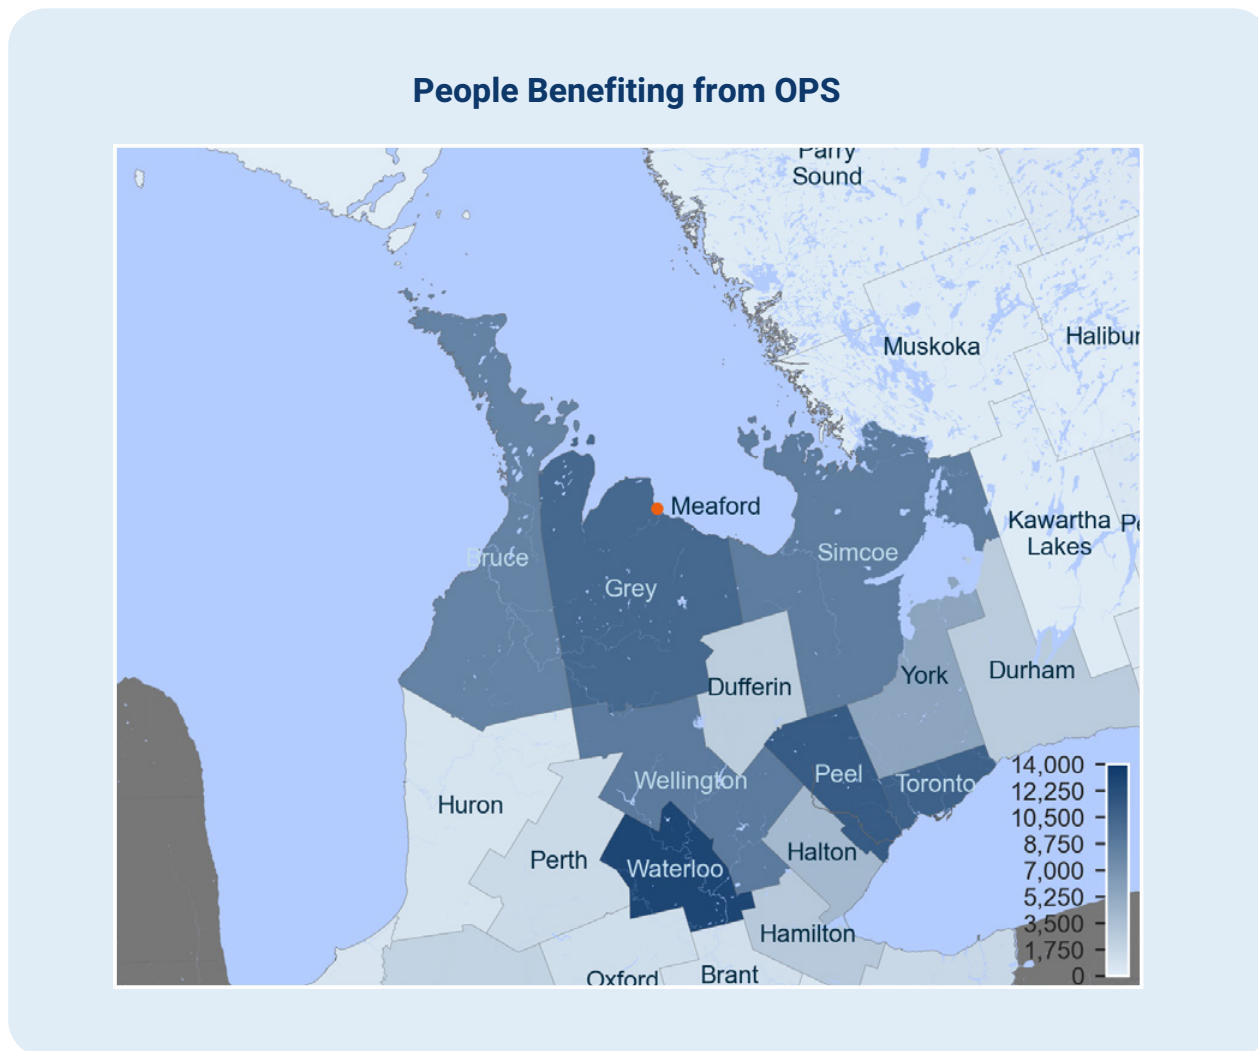 People Benefiting from OPS
Parry
Sound
Muskoka
Halibur
Meaford
Kawartha
Lakes
Pe
Bruce
Simcoe
Grey
York
Durham
Dufferin
Wellington
Peel
Toronto
Huron
Halton
Perth
Waterloo
Hamilton
Oxford
Brant
14,000
12,250
10,500
8,750
7,000
5,250
3,500
1,750
0